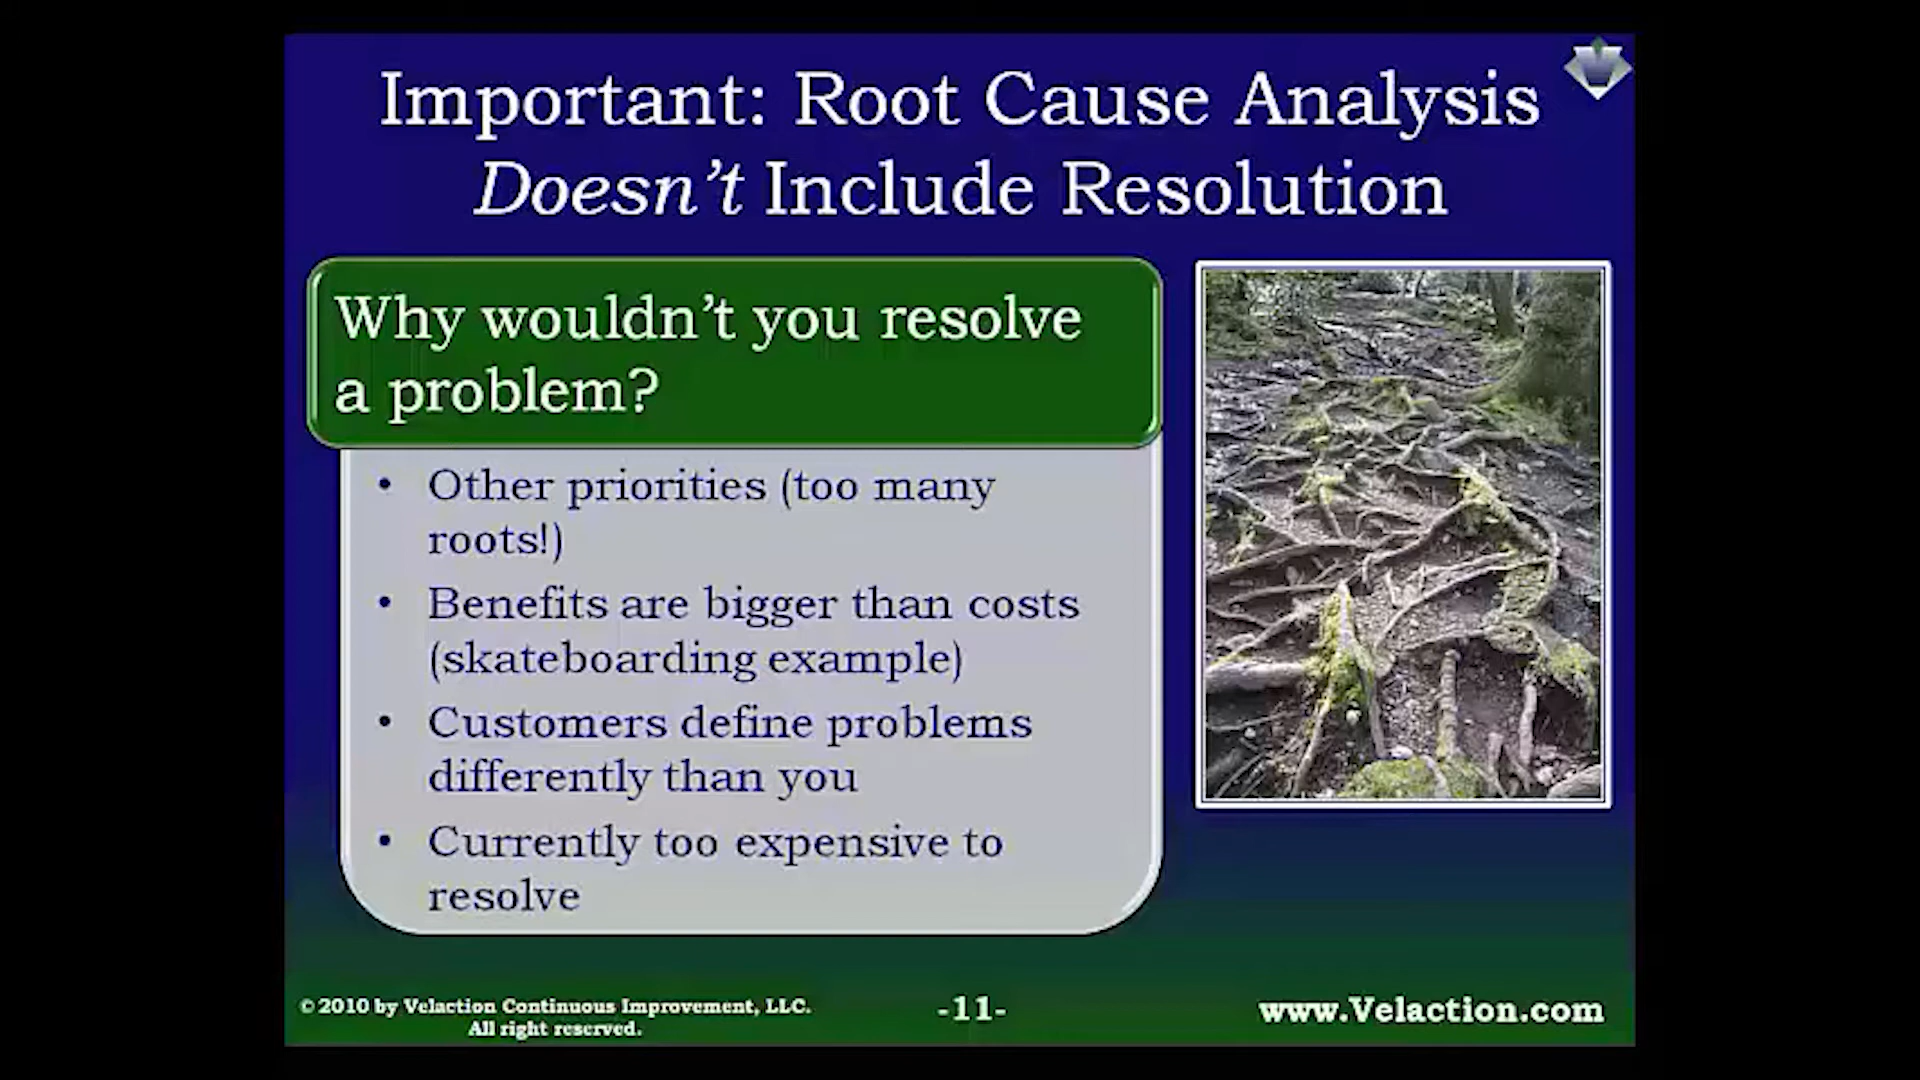 Important: Root Cause Analysis
Doesn't Include Resolution
Why wouldn't you resolve
a problem?
• Other priorities (too many
roots!)
• Benefits are bigger than costs
(skateboarding example)
• Customers define problems
differently than you
• Currently too expensive to
resolve
© 2010 by Velaction Continuous Improvement, LLC.
All right reserved.
-11-
www.Velaction.com